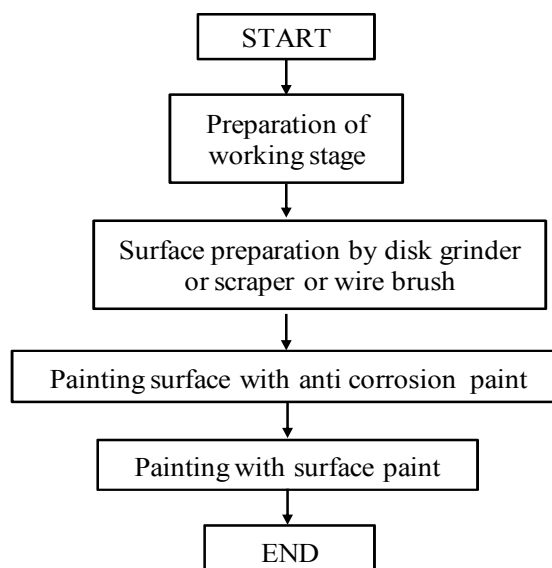 START
Preparation of
working stage
Surface preparation by disk grinder
or scraper or wire brush
Painting surface with anti corrosion paint
Painting with surface paint
END